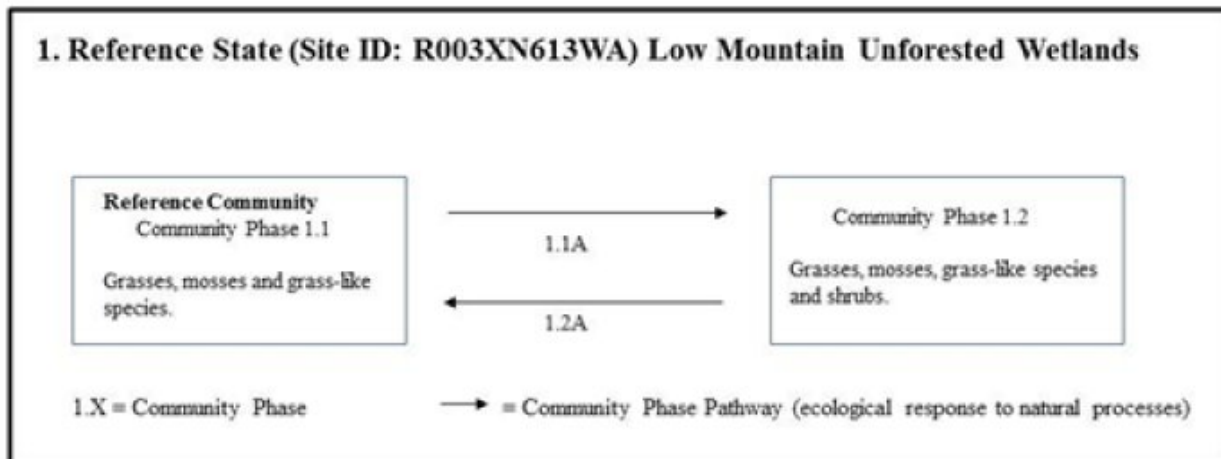 1. Reference State (Site ID: R003XN613WA) Low Mountain Unforested Wetlands
Reference Community
Community Phase 1.1
Grasses, mosses and grass-like
species.
1.1A
1.2A
Community Phase 1.2
Grasses, mosses, grass-like species
and shrubs.
1.X = Community Phase
= Community Phase Pathway (ecological response to natural processes)